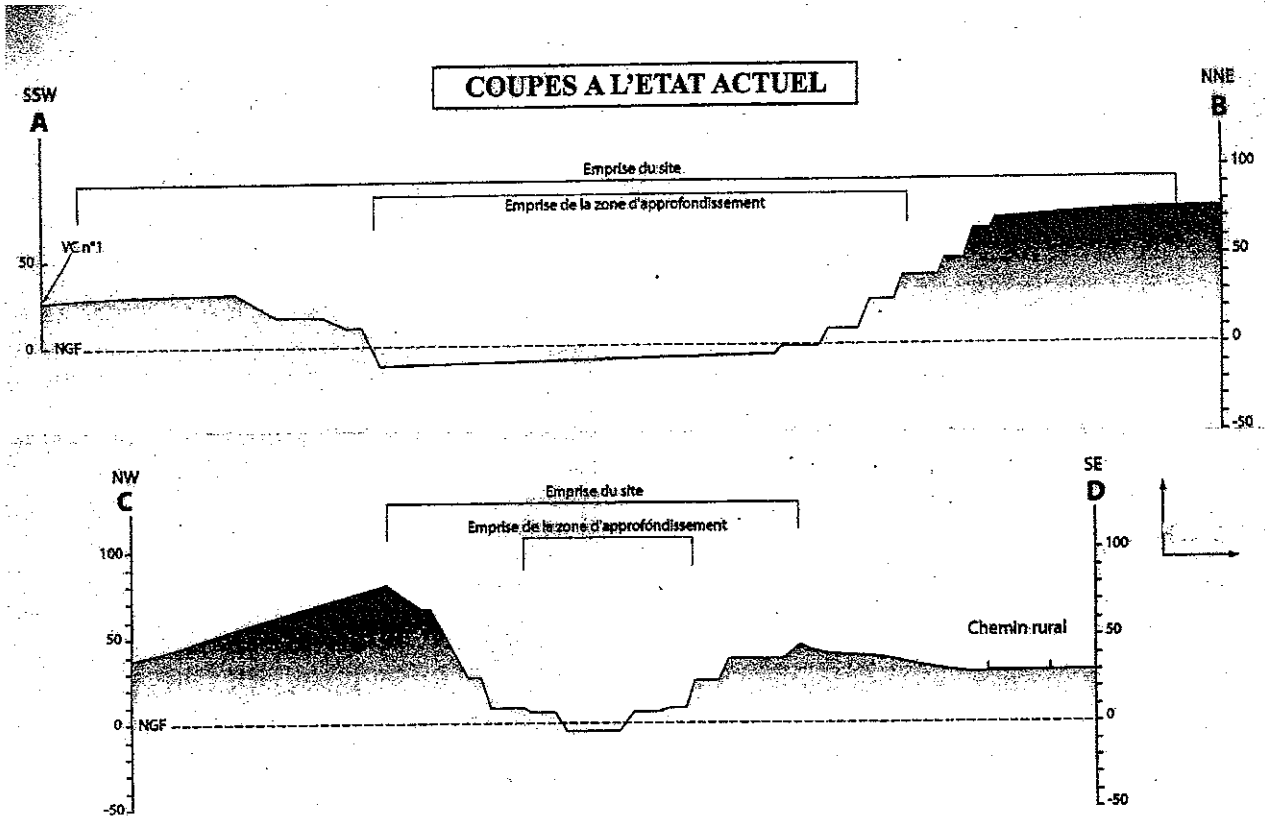 COUPES A L'ETAT ACTUEL
SSW
A
NNE
B
Emprise du site
Emprise de la zone d'approfondissement
VC n°1
50
0
NGF
100
50
0
-50
NW
C
SE
D
Emprise du site
Emprise de la zone d'approfondissement
Chemin rural
100
50
0
NGF
-50
100
50
0
-50